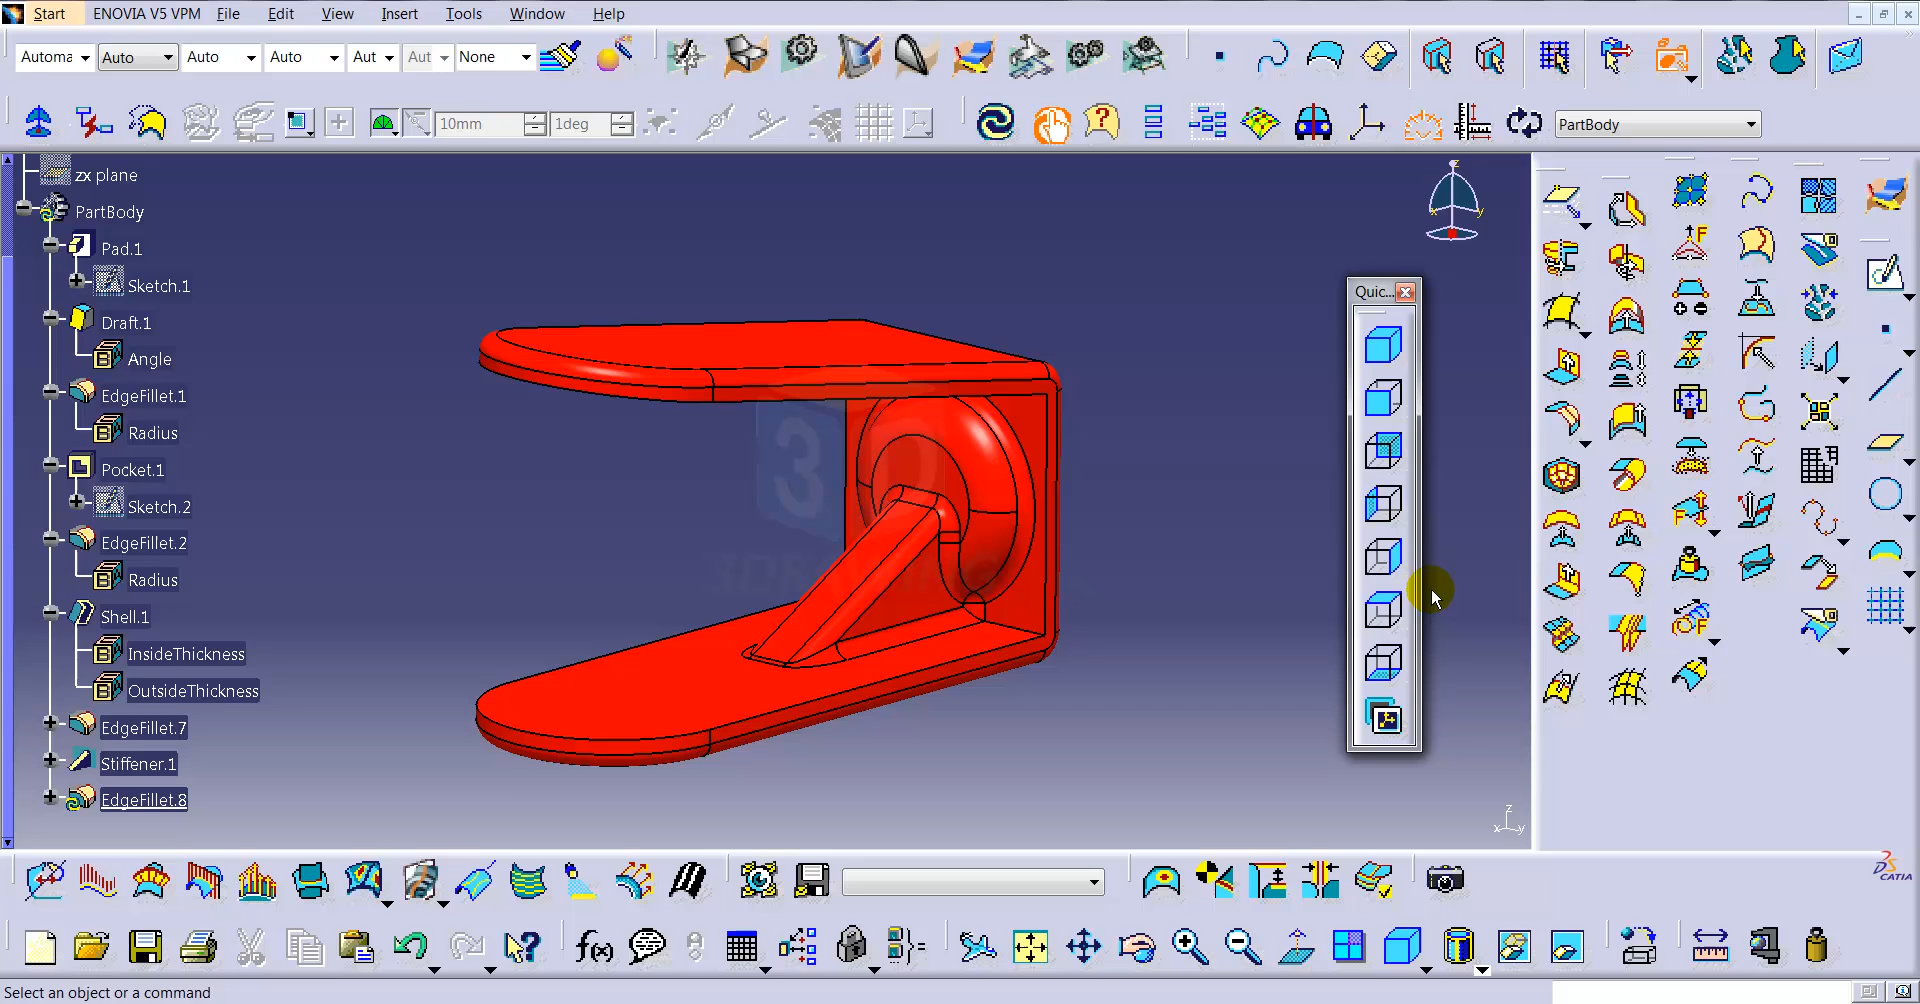 Start ENOVIA V5 VPM File Edit View Insert Tools Window Help
Automa Auto Auto Auto Aut Aut None
10mm 1deg PartBody
zx plane
PartBody
Pad.1
Sketch.1
Draft.1
Angle
EdgeFillet.1
Radius
Pocket.1
Sketch.2
EdgeFillet.2
Radius
Shell.1
InsideThickness
OutsideThickness
EdgeFillet.7
Stiffener.1
EdgeFillet.8
Quic...
3D
z
x y
CATIA
Select an object or a command